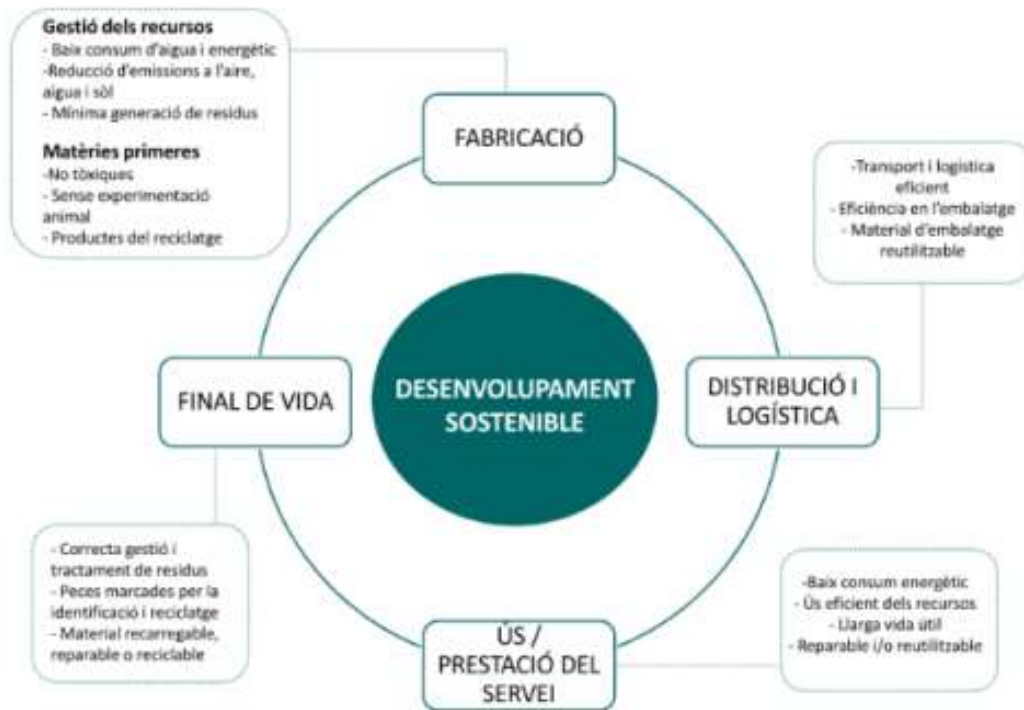 Gestió dels recursos
- Baix consum d'aigua i energètic
-Reducció d'emissions a l'aire,
aigua i sòl
- Mínima generació de residus
Matèries primeres
-No tòxiques
- Sense experimentació
animal
- Productes del reciclatge
FABRICACIÓ
-Transport i logística
eficient
- Eficiència en l'embalatge
- Material d'embalatge
reutilitzable
FINAL DE VIDA
DESENVOLUPAMENT
SOSTENIBLE
DISTRIBUCIÓ I
LOGÍSTICA
- Correcta gestió i
tractament de residus
- Peces marcades per la
identificació i reciclatge
- Material recarregable,
reparable o reciclable
ÚS /
PRESTACIÓ DEL
SERVEI
-Baix consum energètic
- Ús eficient dels recursos
- Llarga vida útil
- Reparable i/o reutilitzable